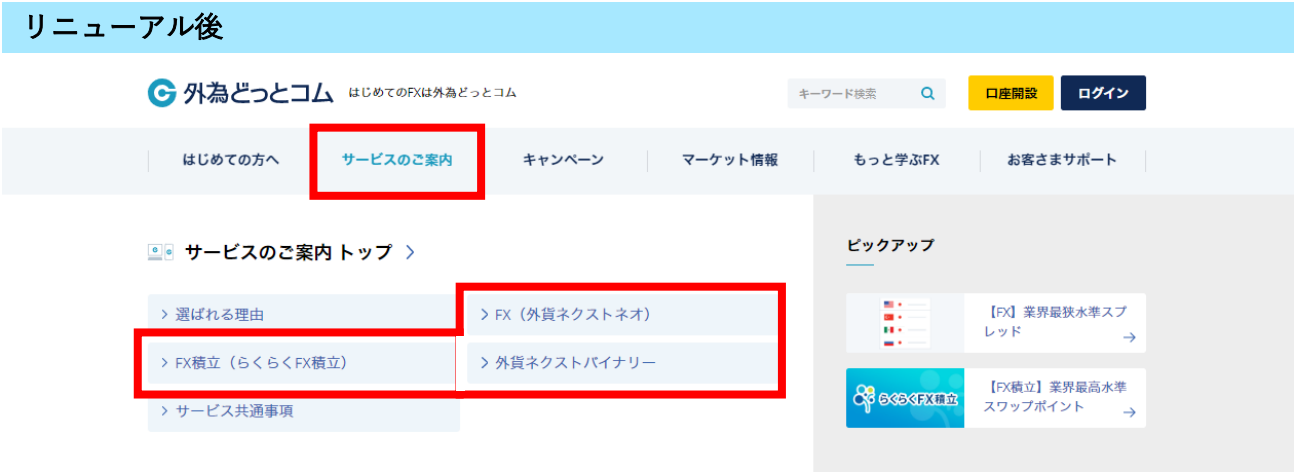 リニューアル後
外為どっとコム はじめてのFXは外為どっとコム キーワード検索 口座開設 ログイン
はじめての方へ サービスのご案内 キャンペーン マーケット情報 もっと学ぶFX お客さまサポート
サービスのご案内 トップ >
> 選ばれる理由 > FX（外貨ネクストネオ）
> FX積立（らくらくFX積立） > 外貨ネクストバイナリー
> サービス共通事項
ピックアップ
【FX】業界最狭水準スプ
レッド →
らくらくFX積立
【FX積立】業界最高水準
スワップポイント →